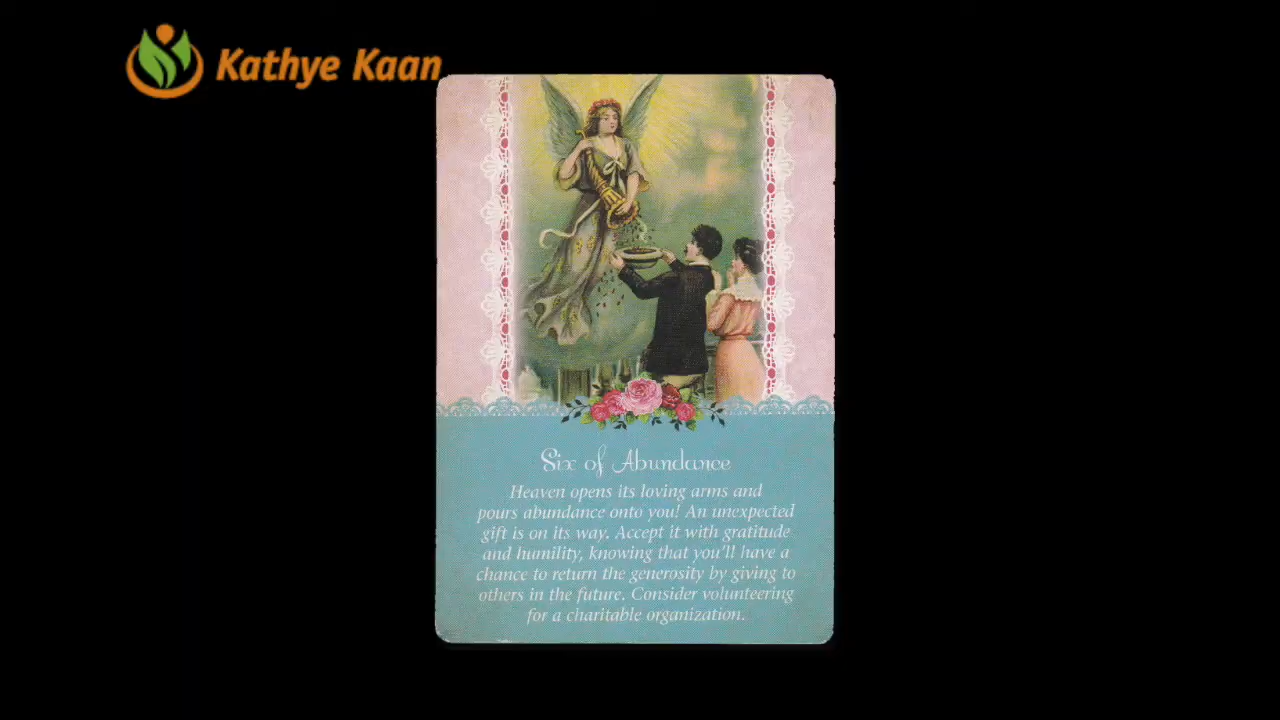 Kathye Kaan
Six of Abundance
Heaven opens its loving arms and
pours abundance onto you! An unexpected
gift is on its way. Accept it with gratitude
and humility, knowing that you'll have a
chance to return the generosity by giving to
others in the future. Consider volunteering
for a charitable organization.